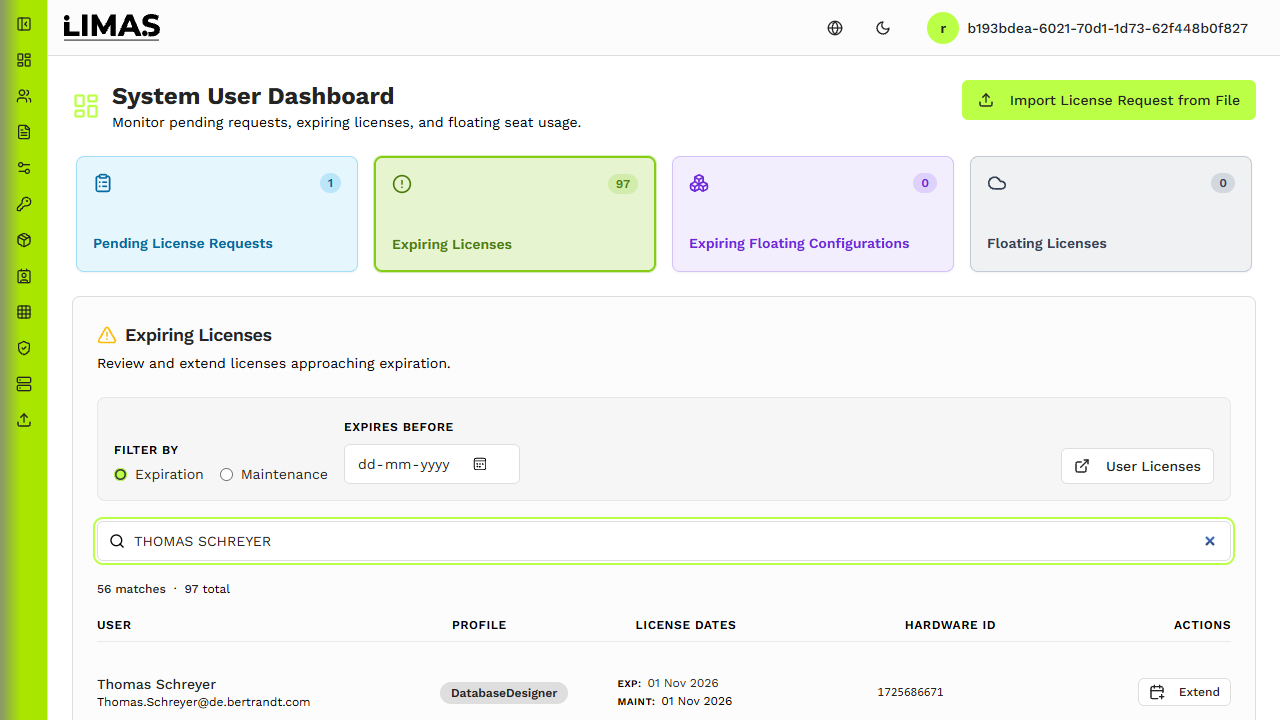 LIMAS
r b193bdea-6021-70d1-1d73-62f448b0f827
System User Dashboard
Monitor pending requests, expiring licenses, and floating seat usage.
Import License Request from File
1
Pending License Requests
97
Expiring Licenses
0
Expiring Floating Configurations
0
Floating Licenses
Expiring Licenses
Review and extend licenses approaching expiration.
FILTER BY
Expiration Maintenance
EXPIRES BEFORE
dd-mm-yyyy
User Licenses
THOMAS SCHREYER
56 matches · 97 total
USER PROFILE LICENSE DATES HARDWARE ID ACTIONS
Thomas Schreyer
Thomas.Schreyer@de.bertrandt.com
DatabaseDesigner
EXP: 01 Nov 2026
MAINT: 01 Nov 2026
1725686671
Extend